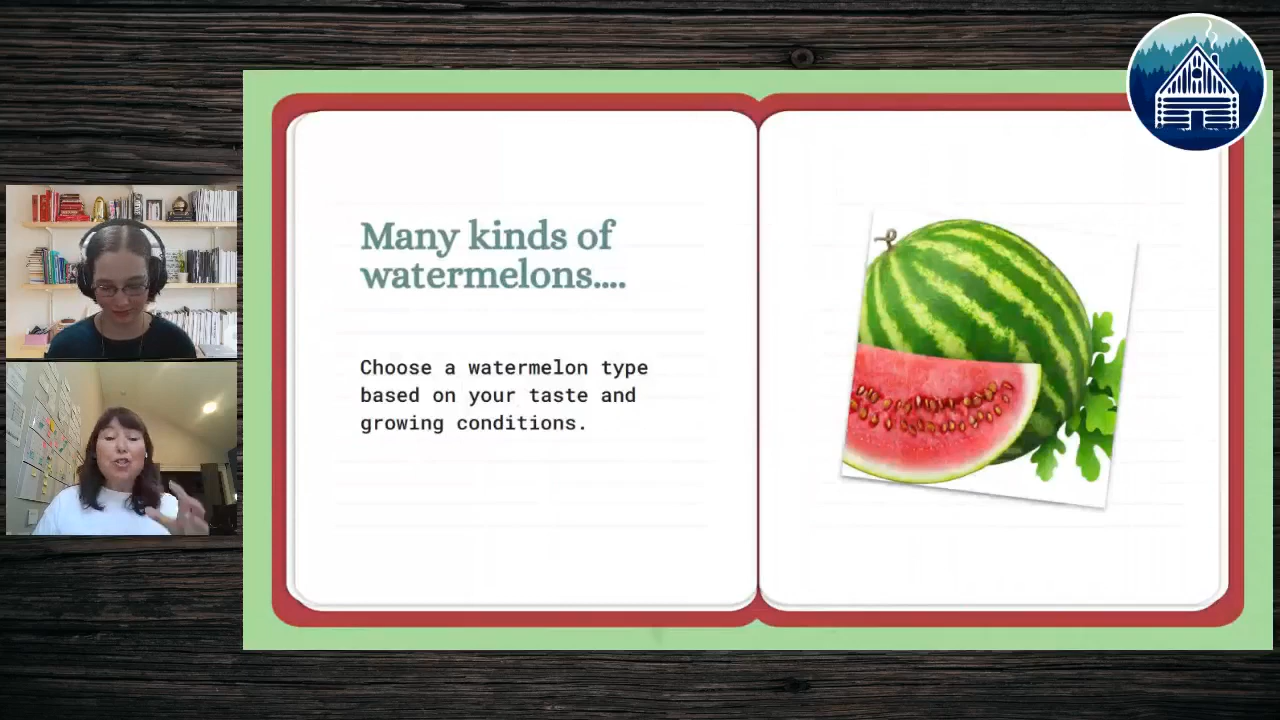 Many kinds of
watermelons....
Choose a watermelon type
based on your taste and
growing conditions.